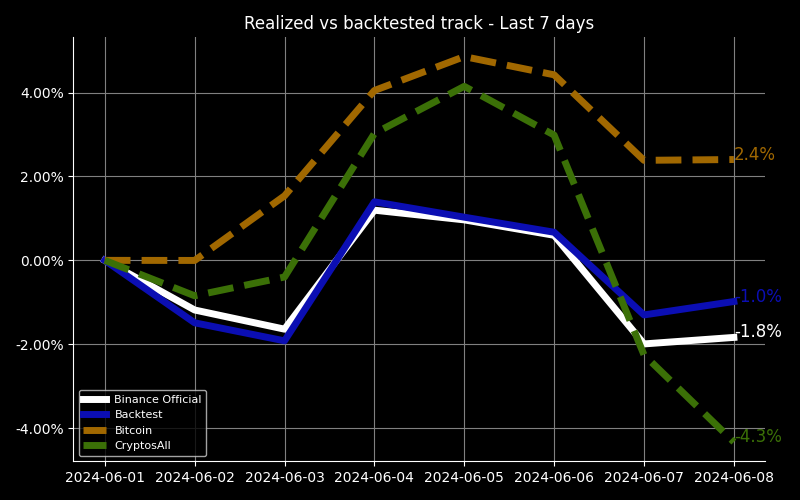 Realized vs backtested track - Last 7 days
4.00%
2.00%
0.00%
-2.00%
-4.00%
2.4%
-1.0%
-1.8%
-4.3%
Binance Official
Backtest
Bitcoin
CryptosAll
2024-06-01 2024-06-02 2024-06-03 2024-06-04 2024-06-05 2024-06-06 2024-06-07 2024-06-08